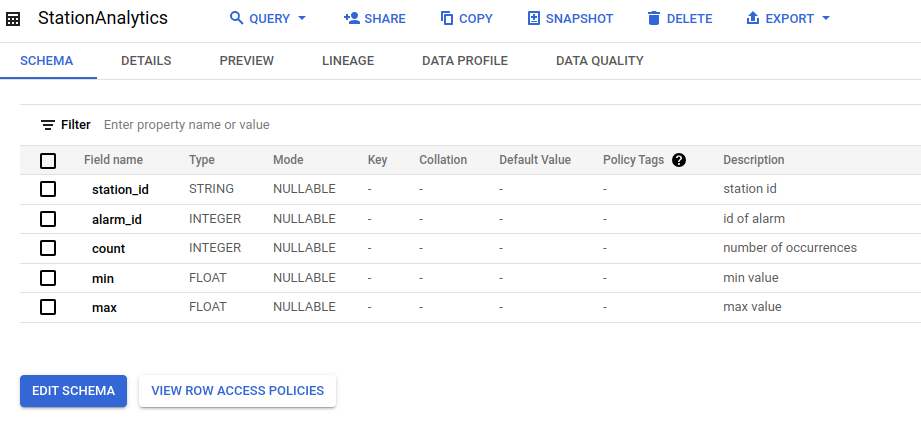 StationAnalytics QUERY SHARE COPY SNAPSHOT DELETE EXPORT
SCHEMA DETAILS PREVIEW LINEAGE DATA PROFILE DATA QUALITY
Filter Enter property name or value
Field name Type Mode Key Collation Default Value Policy Tags ? Description
station_id STRING NULLABLE - - - - station id
alarm_id INTEGER NULLABLE - - - - id of alarm
count INTEGER NULLABLE - - - - number of occurrences
min FLOAT NULLABLE - - - - min value
max FLOAT NULLABLE - - - - max value
EDIT SCHEMA VIEW ROW ACCESS POLICIES